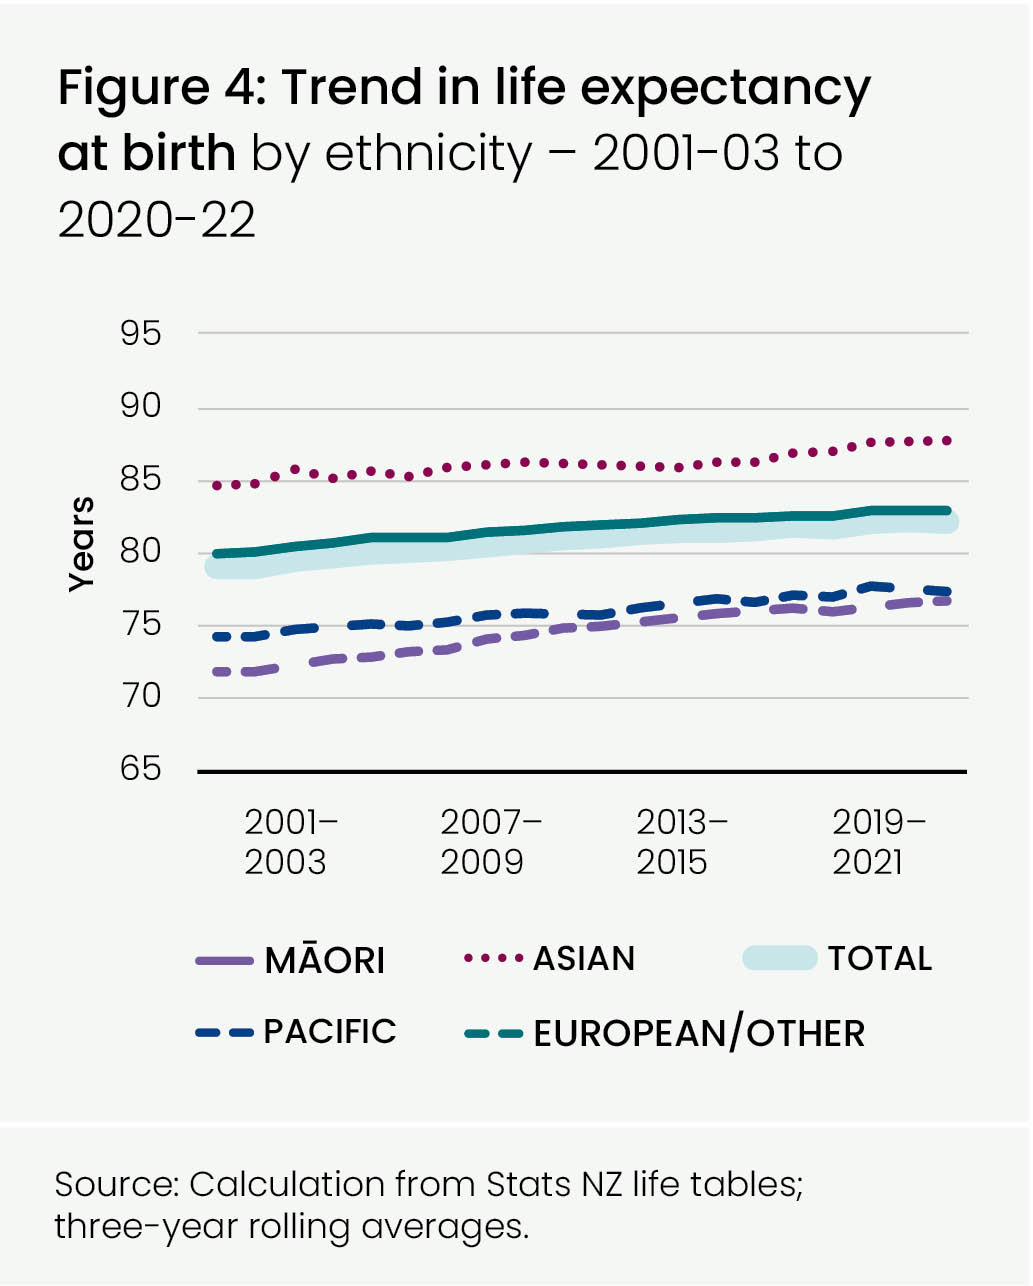 Figure 4: Trend in life expectancy
at birth by ethnicity – 2001-03 to
2020-22
95
90
85
80
75
70
65
Years
2001–
2003
2007–
2009
2013–
2015
2019–
2021
MĀORI
ASIAN
TOTAL
PACIFIC
EUROPEAN/OTHER
Source: Calculation from Stats NZ life tables;
three-year rolling averages.